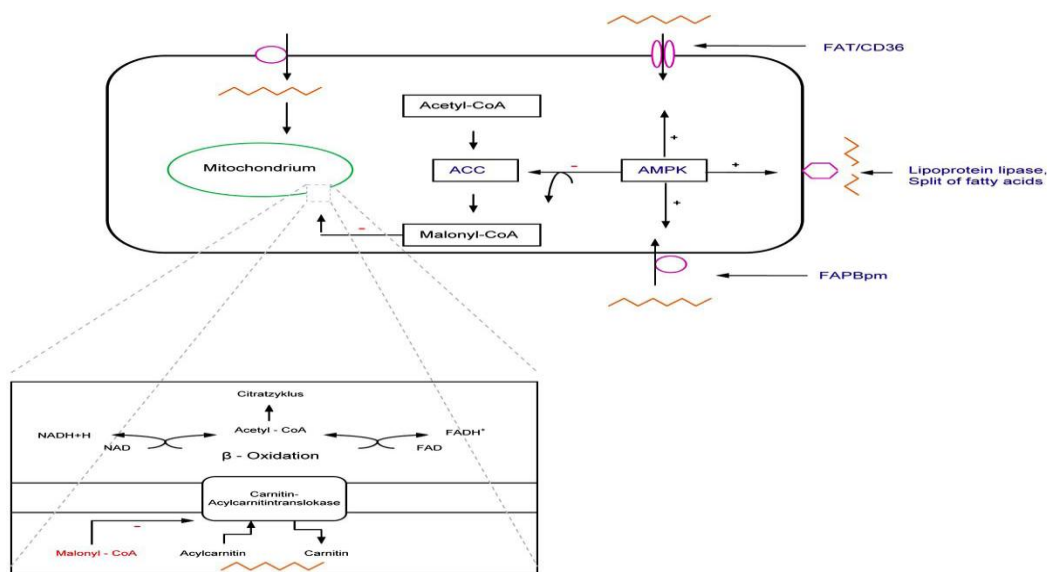 FAT/CD36
Acetyl-CoA
Mitochondrium
ACC
-
AMPK
+
+
+
Lipoprotein lipase,
Split of fatty acids
-
Malonyl-CoA
FAPBpm
Citratzyklus
NADH+H
NAD
Acetyl - CoA
FAD
FADH⁺
β - Oxidation
Carnitin-
Acylcarnitintranslokase
-
Malonyl - CoA
Acylcarnitin
Carnitin